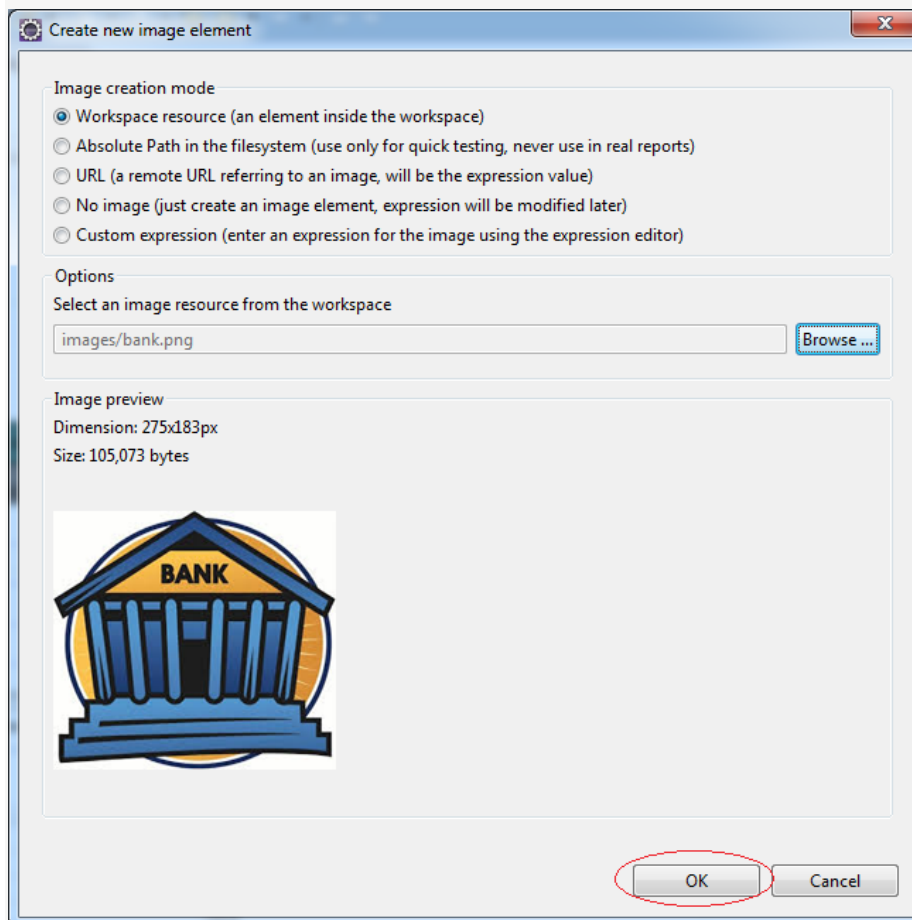 Create new image element
Image creation mode
Workspace resource (an element inside the workspace)
Absolute Path in the filesystem (use only for quick testing, never use in real reports)
URL (a remote URL referring to an image, will be the expression value)
No image (just create an image element, expression will be modified later)
Custom expression (enter an expression for the image using the expression editor)
Options
Select an image resource from the workspace
images/bank.png
Browse ...
Image preview
Dimension: 275x183px
Size: 105,073 bytes
BANK
OK
Cancel